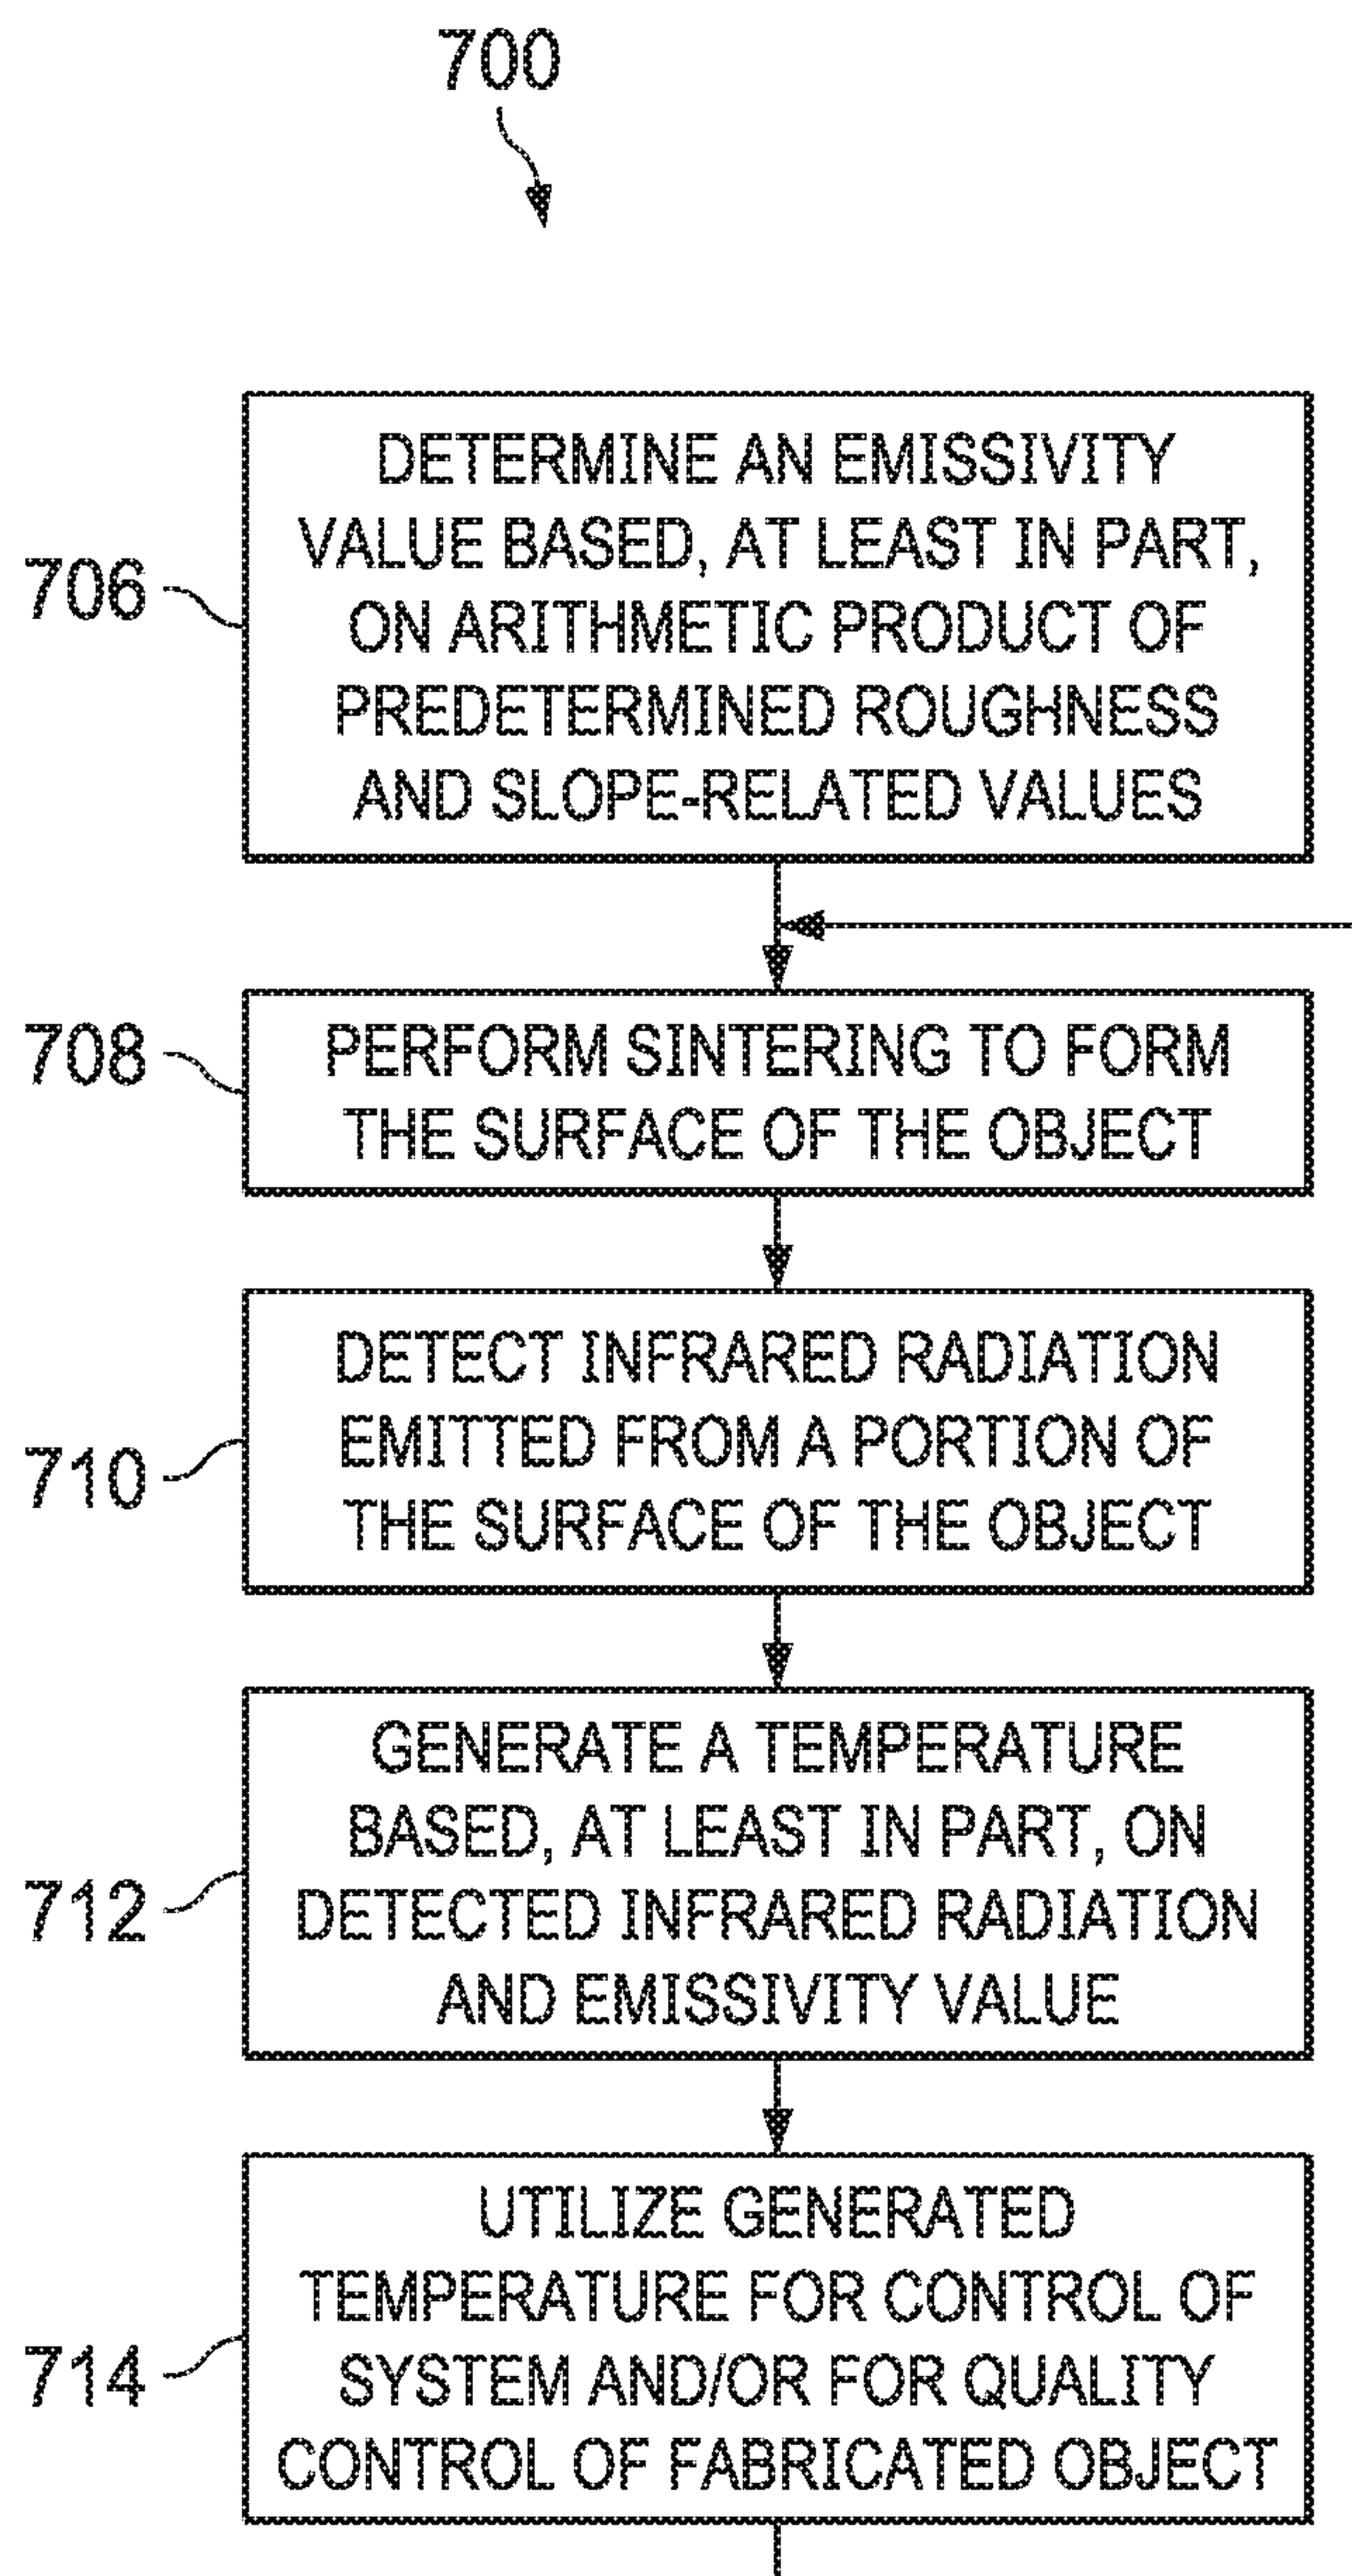 700
706
DETERMINE AN EMISSIVITY
VALUE BASED, AT LEAST IN PART,
ON ARITHMETIC PRODUCT OF
PREDETERMINED ROUGHNESS
AND SLOPE-RELATED VALUES
708
PERFORM SINTERING TO FORM
THE SURFACE OF THE OBJECT
710
DETECT INFRARED RADIATION
EMITTED FROM A PORTION OF
THE SURFACE OF THE OBJECT
712
GENERATE A TEMPERATURE
BASED, AT LEAST IN PART, ON
DETECTED INFRARED RADIATION
AND EMISSIVITY VALUE
714
UTILIZE GENERATED
TEMPERATURE FOR CONTROL OF
SYSTEM AND/OR FOR QUALITY
CONTROL OF FABRICATED OBJECT